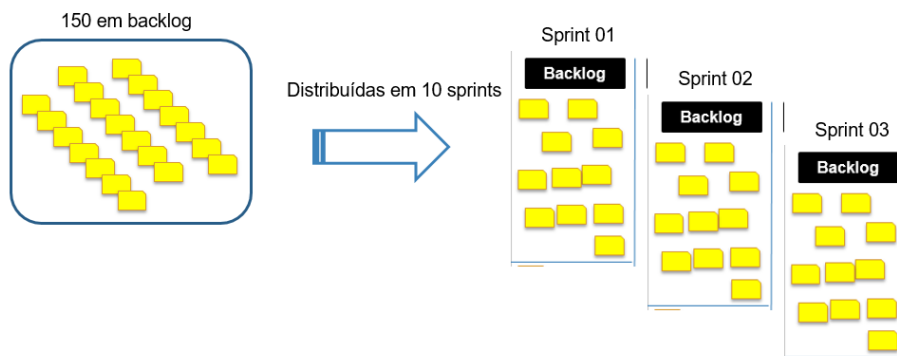 150 em backlog
Distribuídas em 10 sprints
Sprint 01
Backlog
Sprint 02
Backlog
Sprint 03
Backlog